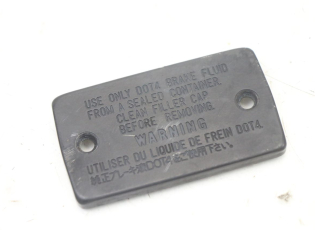 USE ONLY DOT4 BRAKE FLUID
FROM A SEALED CONTAINER.
CLEAN FILLER CAP
BEFORE REMOVING.
WARNING
UTILISER DU LIQUIDE DE FREIN DOT4.